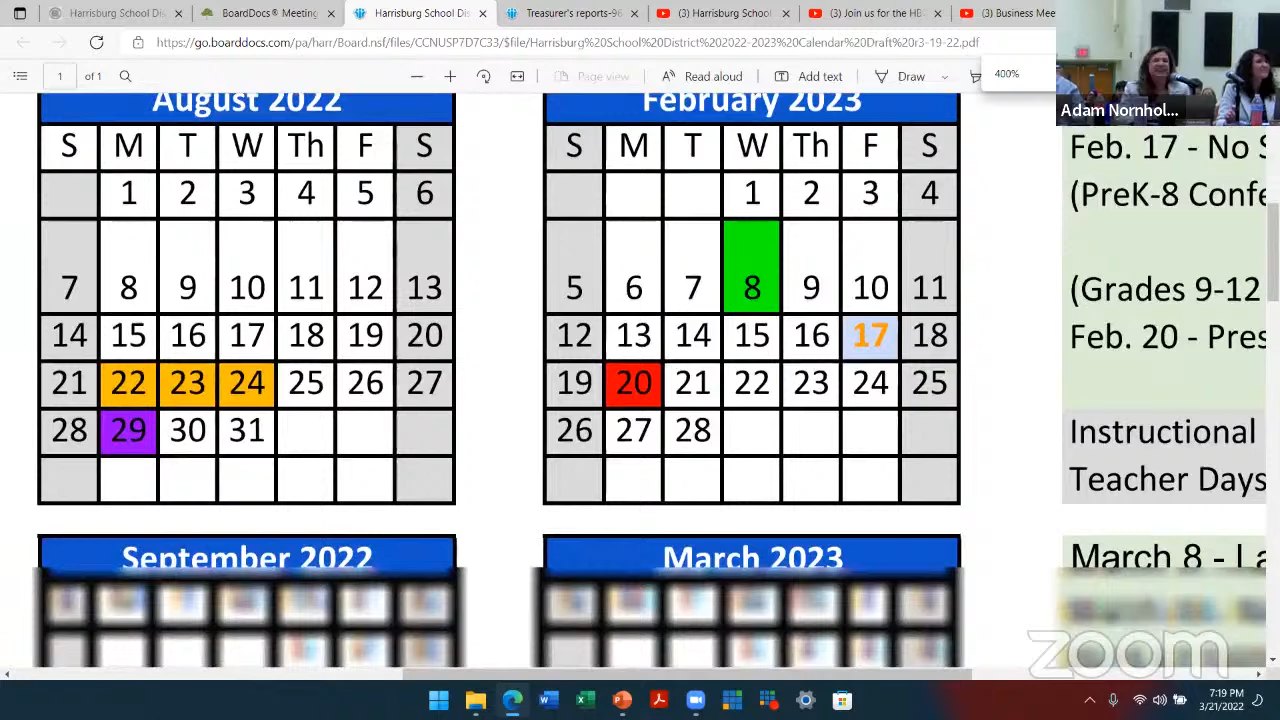 Harrisburg School Dis
BoardDocs® Meeting
Harrisburg School Dis
Treasurer's reports-96
(3) Harrisburg School
(3) Join us for the HB
(3) Business Mee
https://go.boarddocs.com/pa/harr/Board.nsf/files/CCNUSP7D7C33/$file/Harrisburg%20School%20District%202022-2023%20Calendar%20Draft%20r3-19-22.pdf
1 of 1
Page view
Read aloud
Add text
Draw
400%
Adam Nornhol...
August 2022
S M T W Th F S
1 2 3 4 5 6
7 8 9 10 11 12 13
14 15 16 17 18 19 20
21 22 23 24 25 26 27
28 29 30 31
February 2023
S M T W Th F S
1 2 3 4
5 6 7 8 9 10 11
12 13 14 15 16 17 18
19 20 21 22 23 24 25
26 27 28
Feb. 17 - No S
(PreK-8 Confe
(Grades 9-12
Feb. 20 - Pres
Instructional
Teacher Days
September 2022
March 2023
March 8 - La
zoom
7:19 PM
3/21/2022